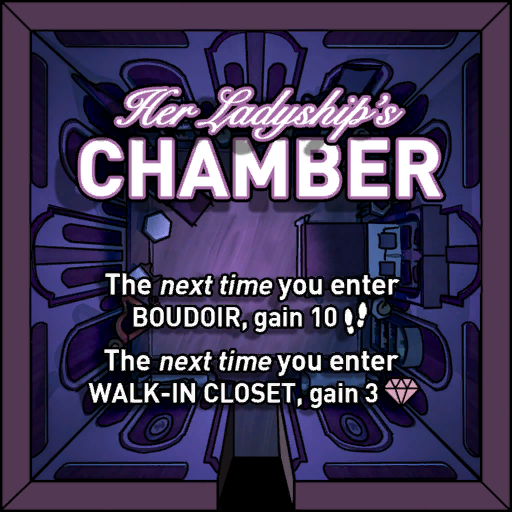 Her Ladyship's
CHAMBER
The next time you enter
BOUDOIR, gain 10
The next time you enter
WALK-IN CLOSET, gain 3